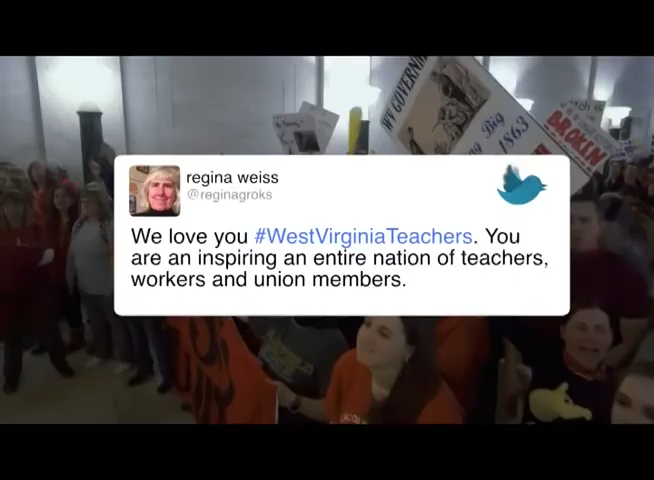 WV GOVERNM
Big
1863
BROKEN
regina weiss
@reginagroks
We love you #WestVirginiaTeachers. You
are an inspiring an entire nation of teachers,
workers and union members.